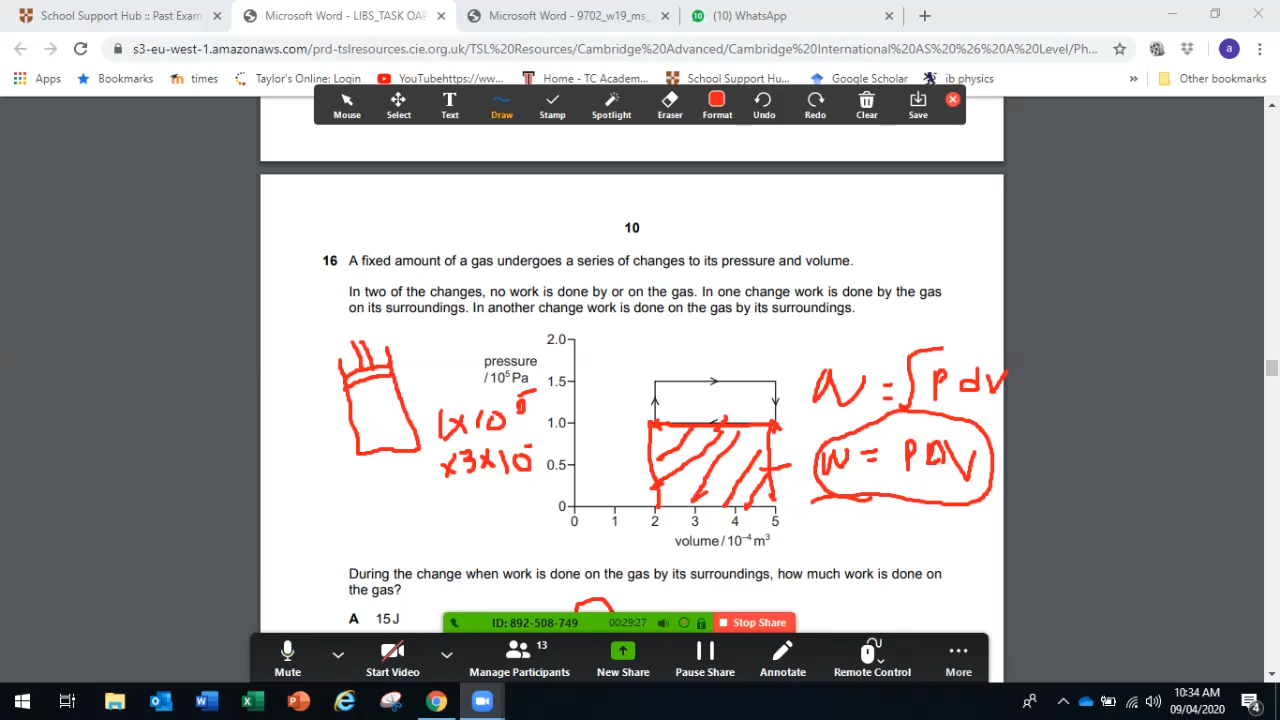 School Support Hub :: Past Exam
Microsoft Word - LIBS_TASK OAP
Microsoft Word - 9702_w19_ms_
(10) WhatsApp
s3-eu-west-1.amazonaws.com/prd-tslresources.cie.org.uk/TSL%20Resources/Cambridge%20Advanced/Cambridge%20International%20AS%20%26%20A%20Level/Ph...
a
Apps
Bookmarks
times
Taylor's Online: Login
YouTubehttps://ww...
Home - TC Academ...
School Support Hu...
Google Scholar
ib physics
»
Other bookmarks
Mouse
Select
Text
Draw
Stamp
Spotlight
Eraser
Format
Undo
Redo
Clear
Save
10
16 A fixed amount of a gas undergoes a series of changes to its pressure and volume.
In two of the changes, no work is done by or on the gas. In one change work is done by the gas
on its surroundings. In another change work is done on the gas by its surroundings.
pressure
/ 10⁵ Pa
2.0
1.5
1.0
0.5
0
0 1 2 3 4 5
volume / 10⁻⁴ m³
1×10
×3×10
= ∫ P dV
W = P Δ V
During the change when work is done on the gas by its surroundings, how much work is done on
the gas?
A 15 J
ID: 892-508-749
00:29:27
Stop Share
Mute
Start Video
13
Manage Participants
New Share
Pause Share
Annotate
Remote Control
More
10:34 AM
09/04/2020
4